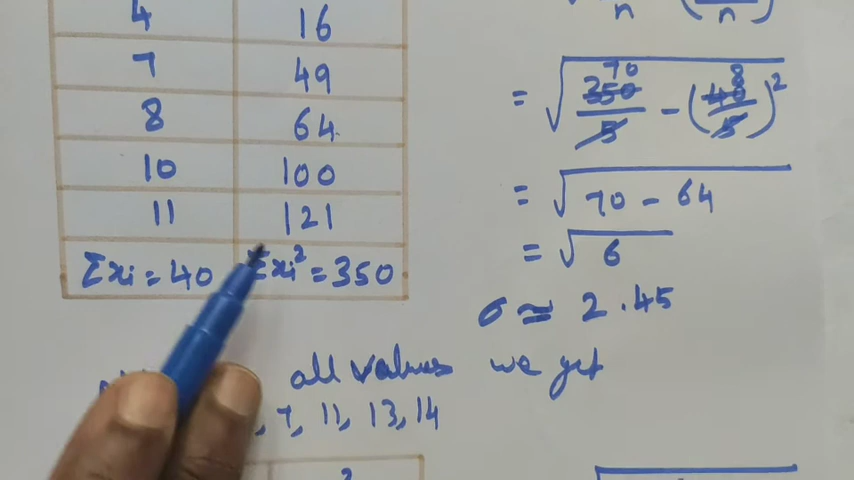 4 16
7 49
8 64
10 100
11 121
Σxi = 40 Σxi² = 350
n ( n )
= √ 350 70 / 5 - ( 40 8 / 5 )²
= √ 70 - 64
= √ 6
σ ≃ 2.45
all values we get
, 7, 11, 13, 14
2